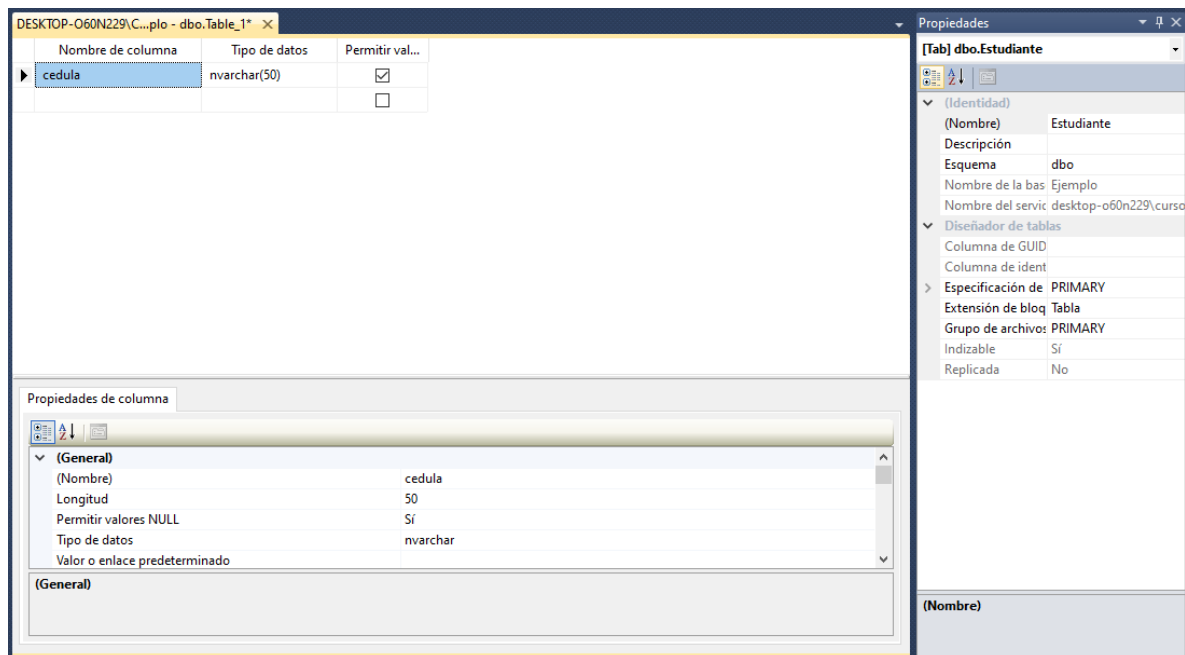 DESKTOP-O60N229\C...plo - dbo.Table_1*
Nombre de columna Tipo de datos Permitir val...
cedula nvarchar(50)
Propiedades de columna
(General)
(Nombre) cedula
Longitud 50
Permitir valores NULL Sí
Tipo de datos nvarchar
Valor o enlace predeterminado
(General)
Propiedades
[Tab] dbo.Estudiante
(Identidad)
(Nombre) Estudiante
Descripción
Esquema dbo
Nombre de la bas Ejemplo
Nombre del servic desktop-o60n229\curso
Diseñador de tablas
Columna de GUID
Columna de ident
Especificación de PRIMARY
Extensión de bloq Tabla
Grupo de archivos PRIMARY
Indizable Sí
Replicada No
(Nombre)